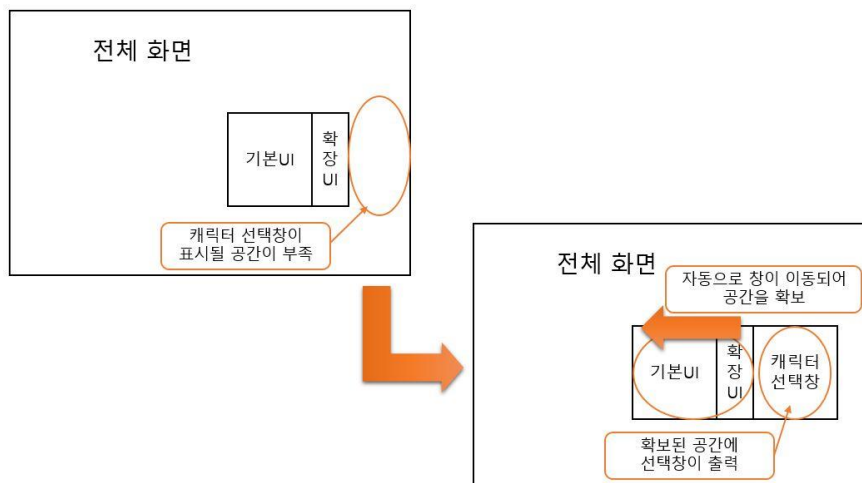 전체 화면
기본UI
확
장
UI
캐릭터 선택창이
표시될 공간이 부족
전체 화면
자동으로 창이 이동되어
공간을 확보
기본UI
확
장
UI
캐릭터
선택창
확보된 공간에
선택창이 출력